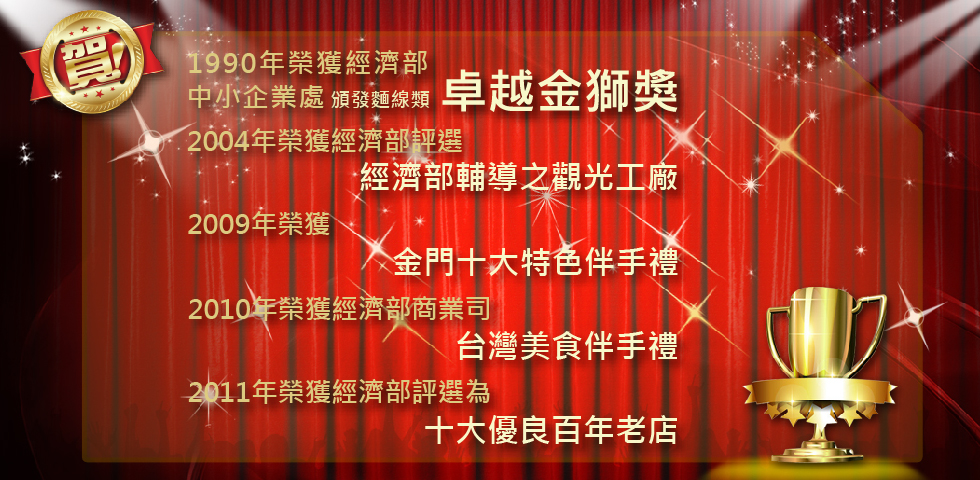 賀!
1990年榮獲經濟部
中小企業處 頒發麵線類 卓越金獅獎
2004年榮獲經濟部評選
經濟部輔導之觀光工廠
2009年榮獲
金門十大特色伴手禮
2010年榮獲經濟部商業司
台灣美食伴手禮
2011年榮獲經濟部評選為
十大優良百年老店